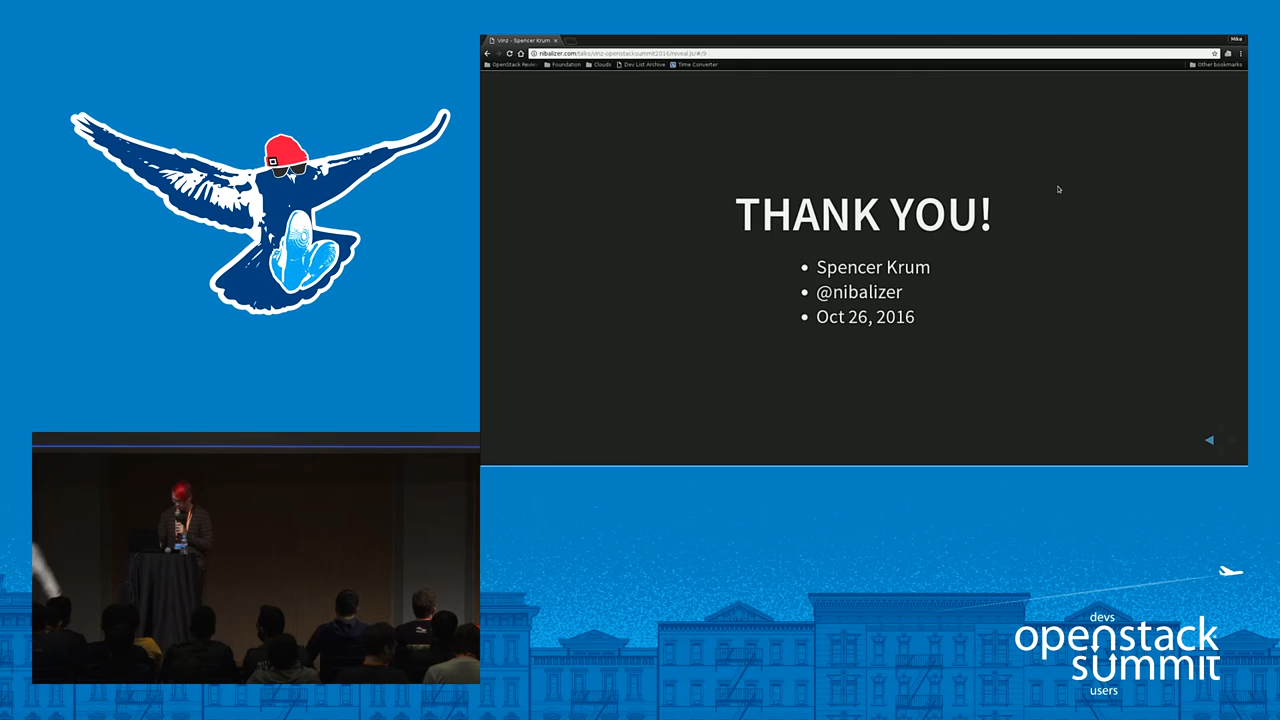 Vinz - Spencer Krum
Mike
nibalizer.com/talks/vinz-openstacksummit2016/reveal.js/#/9
OpenStack Revie
Foundation
Clouds
Dev List Archive
Time Converter
Other bookmarks
THANK YOU!
Spencer Krum
@nibalizer
Oct 26, 2016
devs
openstack
summit
users